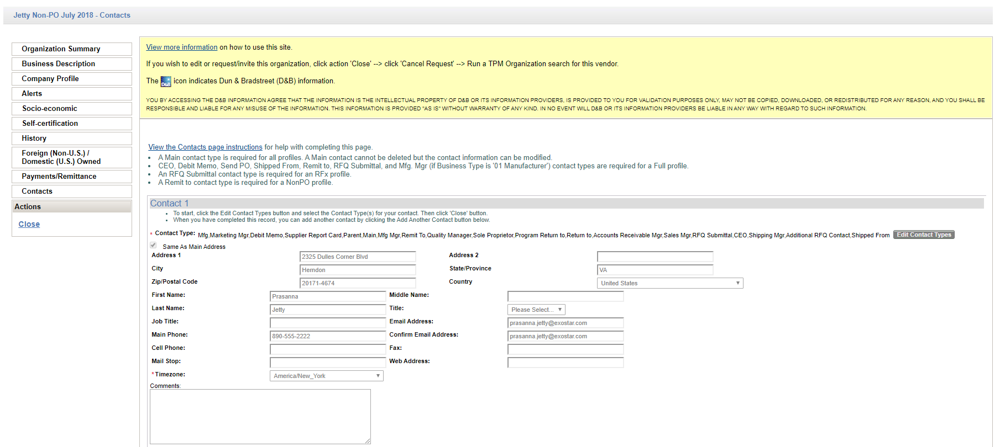 Jetty Non-PO July 2018 - Contacts
Organization Summary
Business Description
Company Profile
Alerts
Socio-economic
Self-certification
History
Foreign (Non-U.S.) /
Domestic (U.S.) Owned
Payments/Remittance
Contacts
Actions
Close
View more information on how to use this site.
If you wish to edit or request/invite this organization, click action 'Close' --> click 'Cancel Request' --> Run a TPM Organization search for this vendor.
The D&B icon indicates Dun & Bradstreet (D&B) information.
YOU BY ACCESSING THE D&B INFORMATION AGREE THAT THE INFORMATION IS THE INTELLECTUAL PROPERTY OF D&B OR ITS INFORMATION PROVIDERS, IS PROVIDED TO YOU FOR VALIDATION PURPOSES ONLY, MAY NOT BE COPIED, DOWNLOADED, OR REDISTRIBUTED FOR ANY REASON, AND YOU SHALL BE
RESPONSIBLE AND LIABLE FOR ANY MISUSE OF THE INFORMATION. THIS INFORMATION IS PROVIDED "AS IS" WITHOUT WARRANTY OF ANY KIND. IN NO EVENT WILL D&B OR ITS INFORMATION PROVIDERS BE LIABLE IN ANY WAY WITH REGARD TO SUCH INFORMATION.
View the Contacts page instructions for help with completing this page.
• A Main contact type is required for all profiles. A Main contact cannot be deleted but the contact information can be modified.
• CEO, Debit Memo, Send PO, Shipped From, Remit to, RFQ Submittal, and Mfg. Mgr (if Business Type is '01 Manufacturer') contact types are required for a Full profile.
• An RFQ Submittal contact type is required for an RFx profile.
• A Remit to contact type is required for a NonPO profile.
Contact 1
• To start, click the Edit Contact Types button and select the Contact Type(s) for your contact. Then click 'Close' button.
• When you have completed this record, you can add another contact by clicking the Add Another Contact button below.
* Contact Type: Mfg,Marketing Mgr,Debit Memo,Supplier Report Card,Parent,Main,Mfg Mgr,Remit To,Quality Manager,Sole Proprietor,Program Return to,Return to,Accounts Receivable Mgr,Sales Mgr,RFQ Submittal,CEO,Shipping Mgr,Additional RFQ Contact,Shipped From Edit Contact Types
Same As Main Address
Address 1 2325 Dulles Corner Blvd Address 2
City Herndon State/Province VA
Zip/Postal Code 20171-4674 Country United States
First Name: Prasanna Middle Name:
Last Name: Jetty Title: Please Select...
Job Title: Email Address: prasanna.jetty@exostar.com
Main Phone: 890-555-2222 Confirm Email Address: prasanna.jetty@exostar.com
Cell Phone: Fax:
Mail Stop: Web Address:
* Timezone: America/New_York
Comments: